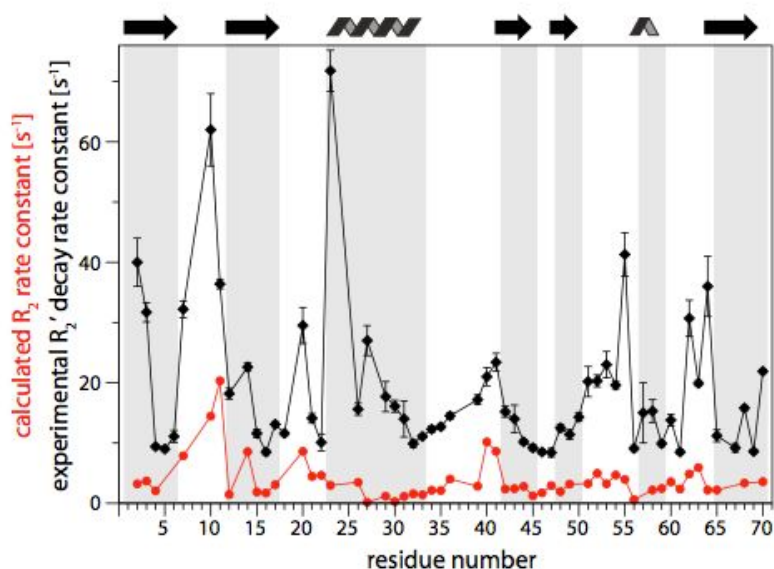 calculated R₂ rate constant [s⁻¹]
experimental R₂' decay rate constant [s⁻¹]
60
40
20
0
5 10 15 20 25 30 35 40 45 50 55 60 65 70
residue number